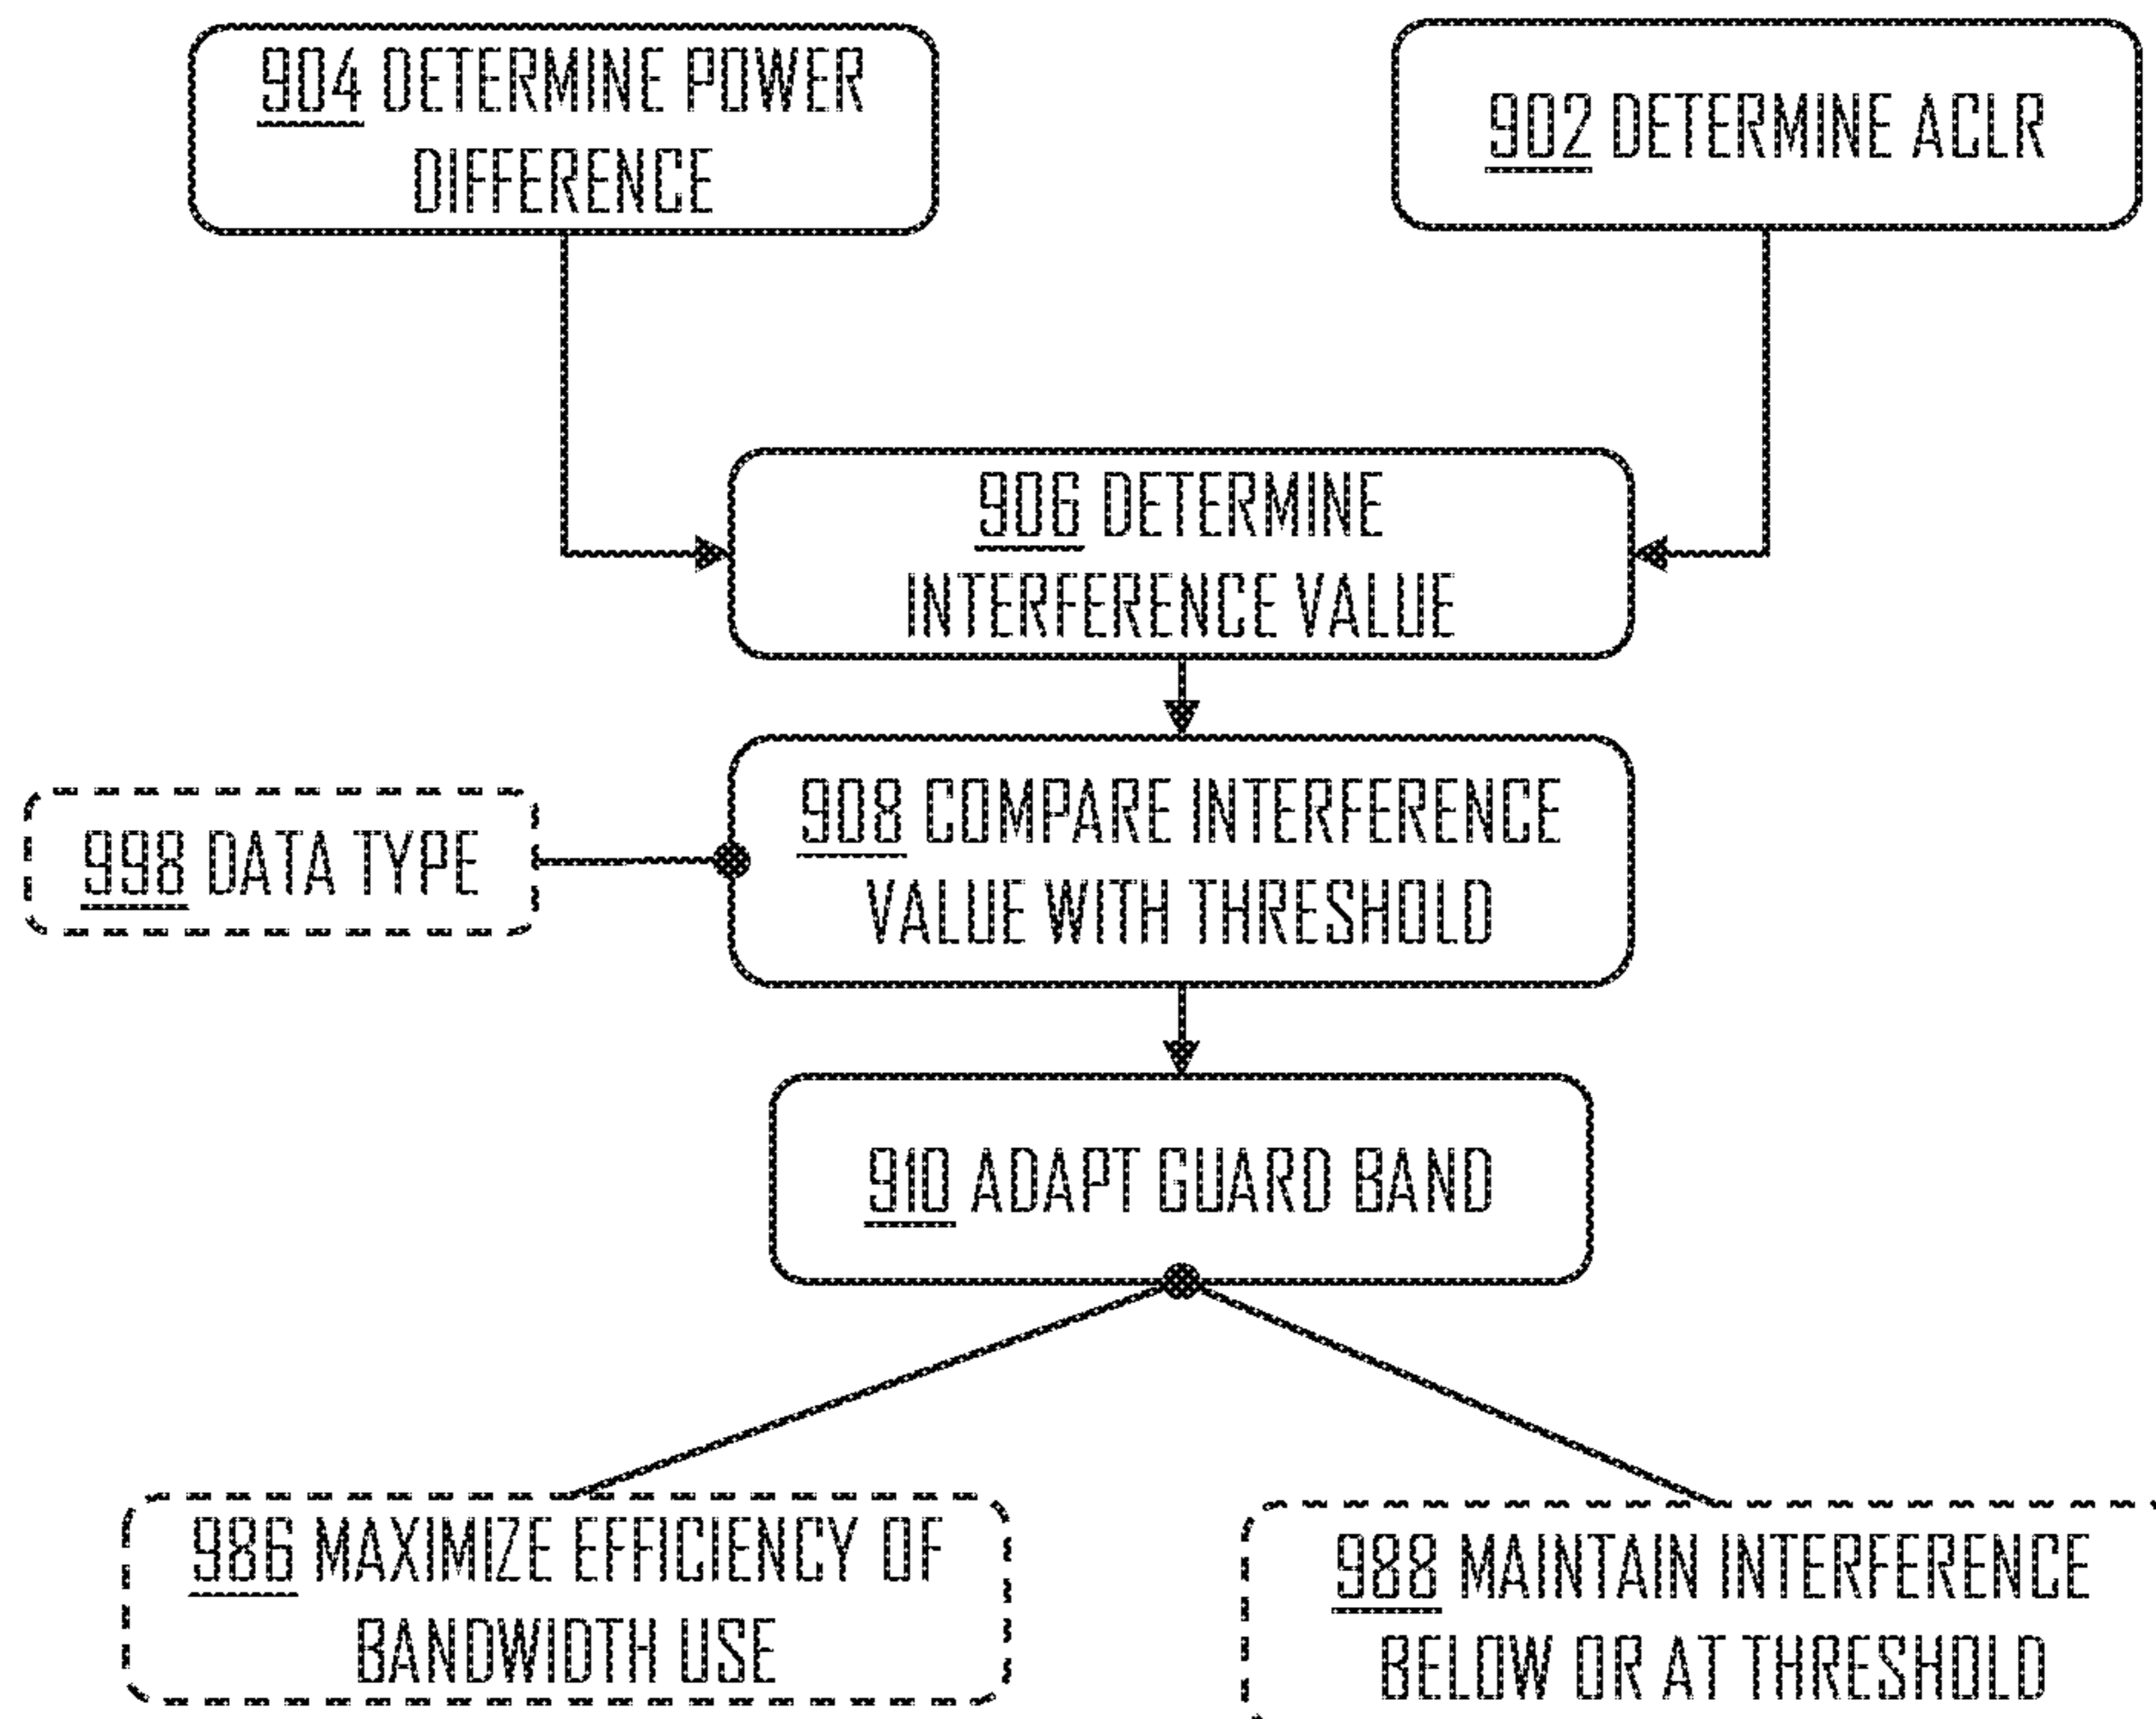 904 DETERMINE POWER
DIFFERENCE
902 DETERMINE ACLR
906 DETERMINE
INTERFERENCE VALUE
908 COMPARE INTERFERENCE
VALUE WITH THRESHOLD
998 DATA TYPE
910 ADAPT GUARD BAND
986 MAXIMIZE EFFICIENCY OF
BANDWIDTH USE
988 MAINTAIN INTERFERENCE
BELOW OR AT THRESHOLD